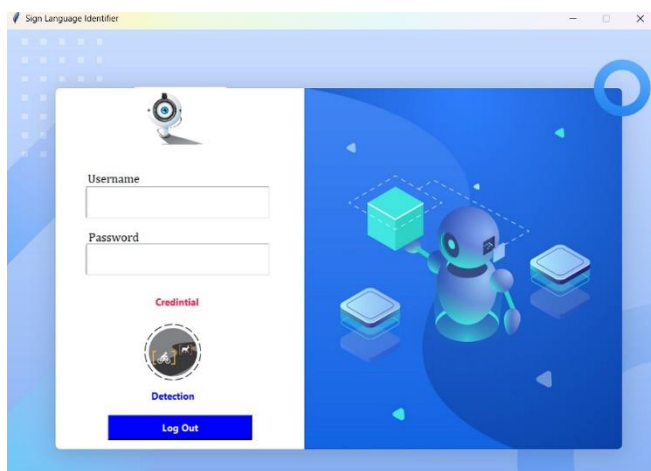 Sign Language Identifier
Username
Password
Credintial
Detection
Log Out